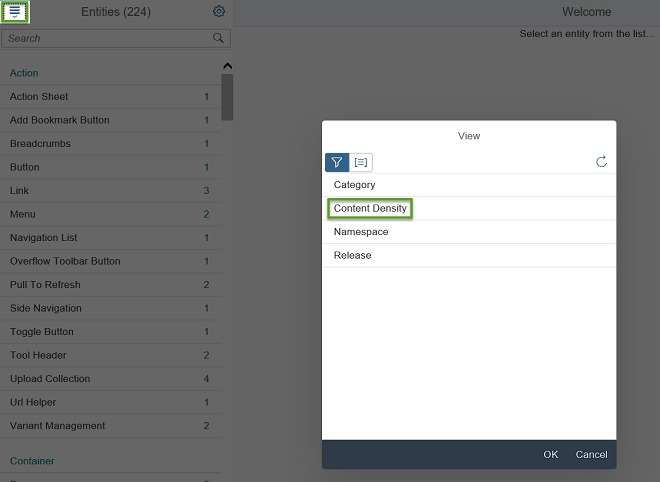 Entities (224)
Search
Action
Action Sheet 1
Add Bookmark Button 1
Breadcrumbs 1
Button 1
Link 3
Menu 2
Navigation List 1
Overflow Toolbar Button 1
Pull To Refresh 2
Side Navigation 1
Toggle Button 1
Tool Header 2
Upload Collection 4
Url Helper 1
Variant Management 2
Container
Welcome
Select an entity from the list...
View
Category
Content Density
Namespace
Release
OK Cancel